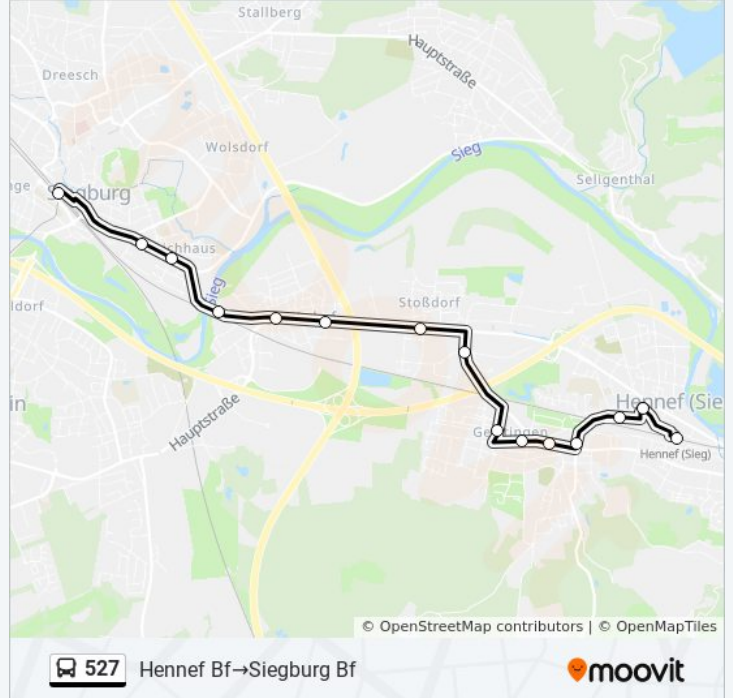 Stallberg
Hauptstraße
Dreesch
Wolsdorf
Sieg
Seligenthal
Siegburg
Sieg
Stoßdorf
Hennef (Sie
Hauptstraße
Hennef (Sieg)
© OpenStreetMap contributors | © OpenMapTiles
527 Hennef Bf→Siegburg Bf
moovit